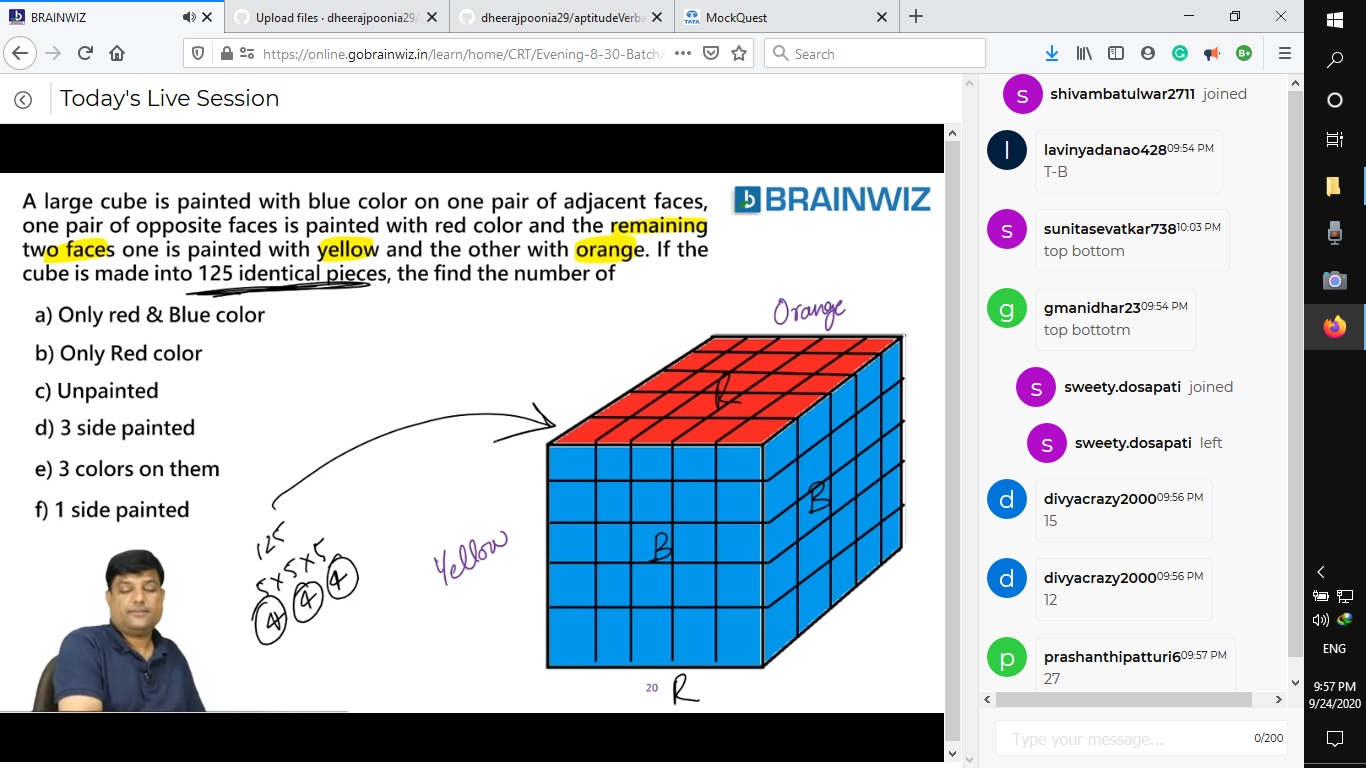 BRAINWIZ
Upload files · dheerajpoonia29/
dheerajpoonia29/aptitudeVerba
TATA
MockQuest
https://online.gobrainwiz.in/learn/home/CRT/Evening-8-30-Batch/
Search
Today's Live Session
A large cube is painted with blue color on one pair of adjacent faces,
one pair of opposite faces is painted with red color and the remaining
two faces one is painted with yellow and the other with orange. If the
cube is made into 125 identical pieces, the find the number of
b BRAINWIZ
a) Only red & Blue color
b) Only Red color
c) Unpainted
d) 3 side painted
e) 3 colors on them
f) 1 side painted
Orange
R
B
B
Yellow
125
5x5x5
4 4 4
20
R
s
shivambatulwar2711 joined
l
lavinyadanao428 09:54 PM
T-B
s
sunitasevatkar738 10:03 PM
top bottom
g
gmanidhar23 09:54 PM
top bottotm
s
sweety.dosapati joined
s
sweety.dosapati left
d
divyacrazy2000 09:56 PM
15
d
divyacrazy2000 09:56 PM
12
p
prashanthipatturi6 09:57 PM
27
Type your message...
0/200
ENG
9:57 PM
9/24/2020